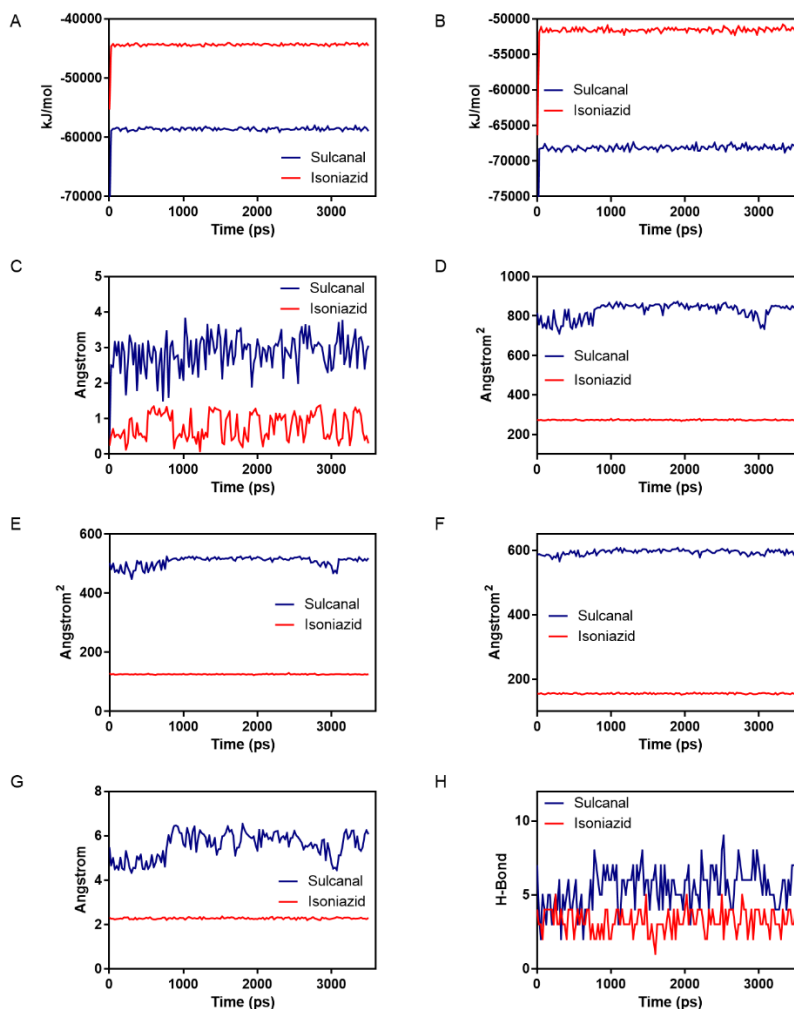 A
-40000
-50000
-60000
-70000
kJ/mol
Sulcanal
Isoniazid
0
1000
2000
3000
Time (ps)
B
-50000
-55000
-60000
-65000
-70000
-75000
kJ/mol
Sulcanal
Isoniazid
0
1000
2000
3000
Time (ps)
C
5
4
3
2
1
0
Angstrom
Sulcanal
Isoniazid
0
1000
2000
3000
Time (ps)
D
1000
800
600
400
200
Angstrom²
Sulcanal
Isoniazid
0
1000
2000
3000
Time (ps)
E
600
400
200
0
Angstrom²
Sulcanal
Isoniazid
0
1000
2000
3000
Time (ps)
F
600
400
200
Angstrom²
Sulcanal
Isoniazid
0
1000
2000
3000
Time (ps)
G
8
6
4
2
0
Angstrom
Sulcanal
Isoniazid
0
1000
2000
3000
Time (ps)
H
10
5
0
H-Bond
Sulcanal
Isoniazid
0
1000
2000
3000
Time (ps)